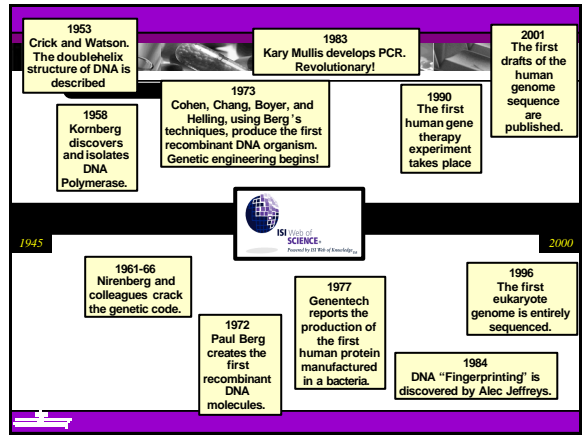 1953
Crick and Watson.
The doublehelix
structure of DNA is
described
1983
Kary Mullis develops PCR.
Revolutionary!
2001
The first
drafts of the
human
genome
sequence
are
published.
1958
Kornberg
discovers
and isolates
DNA
Polymerase.
1973
Cohen, Chang, Boyer, and
Helling, using Berg 's
techniques, produce the first
recombinant DNA organism.
Genetic engineering begins!
1990
The first
human gene
therapy
experiment
takes place
1945
ISI Web of
SCIENCE
Powered by ISI Web of Knowledge
2000
1961-66
Nirenberg and
colleagues crack
the genetic code.
1972
Paul Berg
creates the
first
recombinant
DNA
molecules.
1977
Genentech
reports the
production of
the first
human protein
manufactured
in a bacteria.
1996
The first
eukaryote
genome is entirely
sequenced.
1984
DNA “Fingerprinting” is
discovered by Alec Jeffreys.